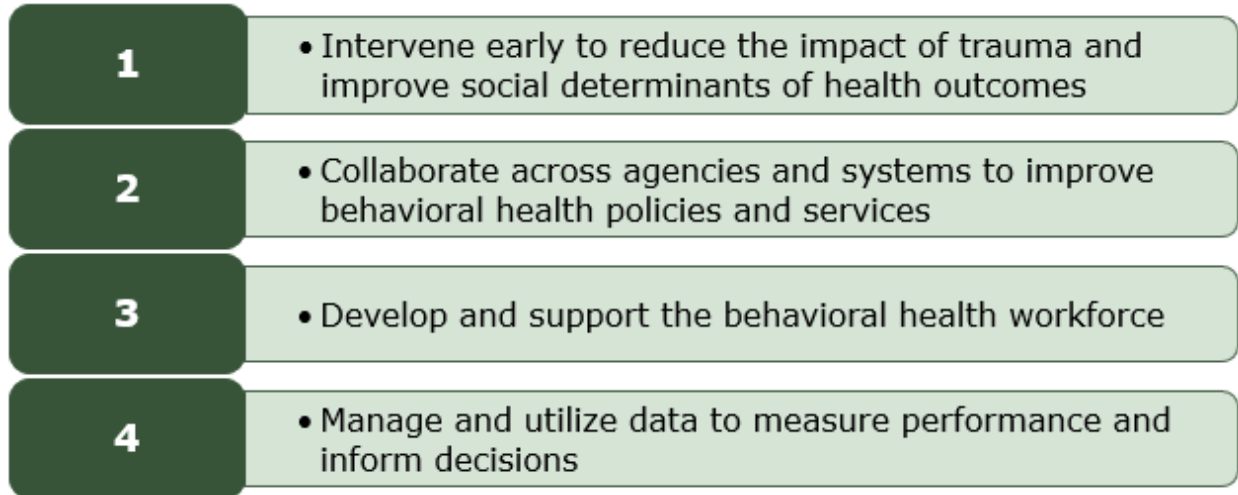 1
• Intervene early to reduce the impact of trauma and
improve social determinants of health outcomes
2
• Collaborate across agencies and systems to improve
behavioral health policies and services
3
• Develop and support the behavioral health workforce
4
• Manage and utilize data to measure performance and
inform decisions